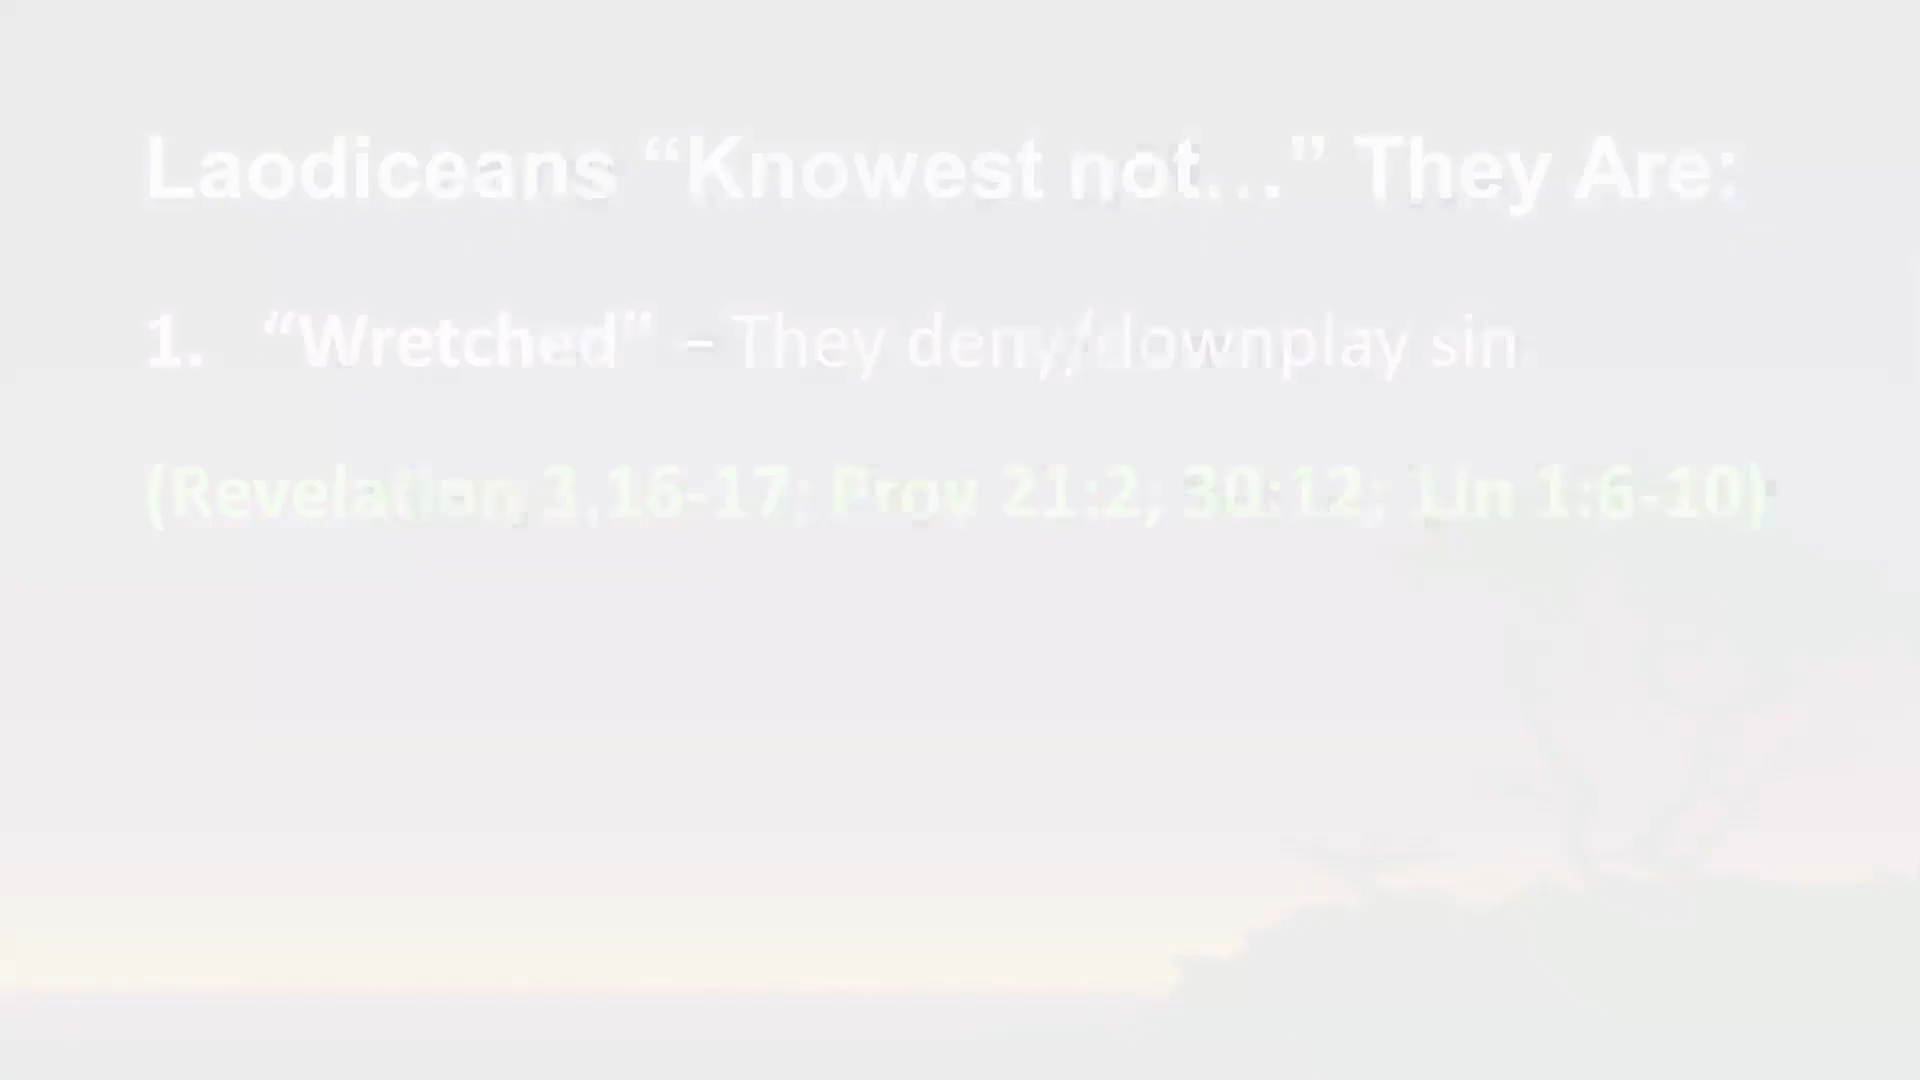 Laodiceans “Knowest not…” They Are:
1. “Wretched” – They deny/downplay sin.
(Revelation 3.16-17; Prov 21:2; 30:12; 1Jn 1:6-10)